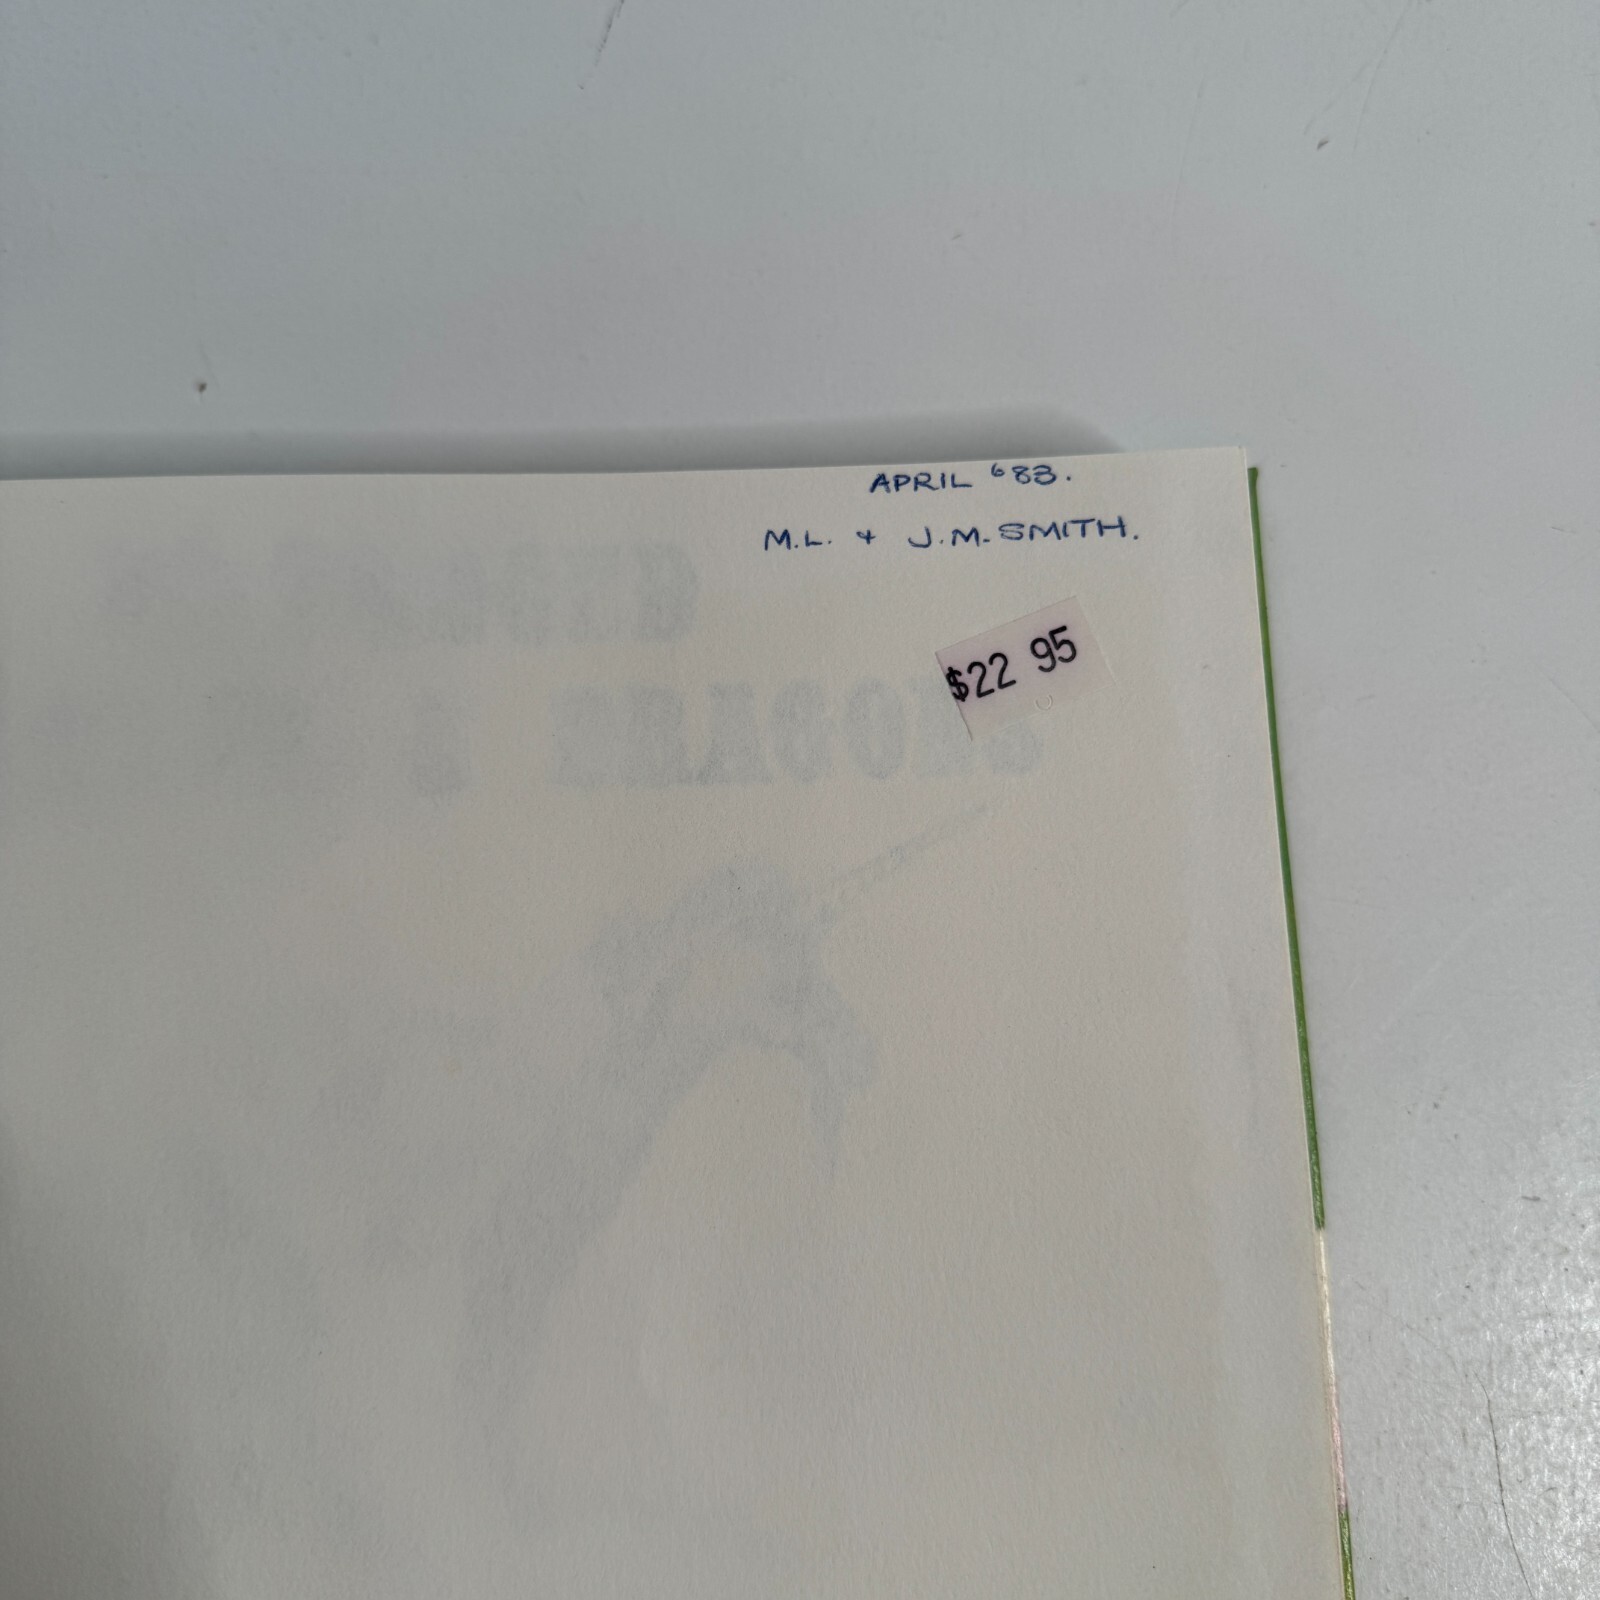 APRIL '83.
M.L. + J.M. SMITH.
$22 95